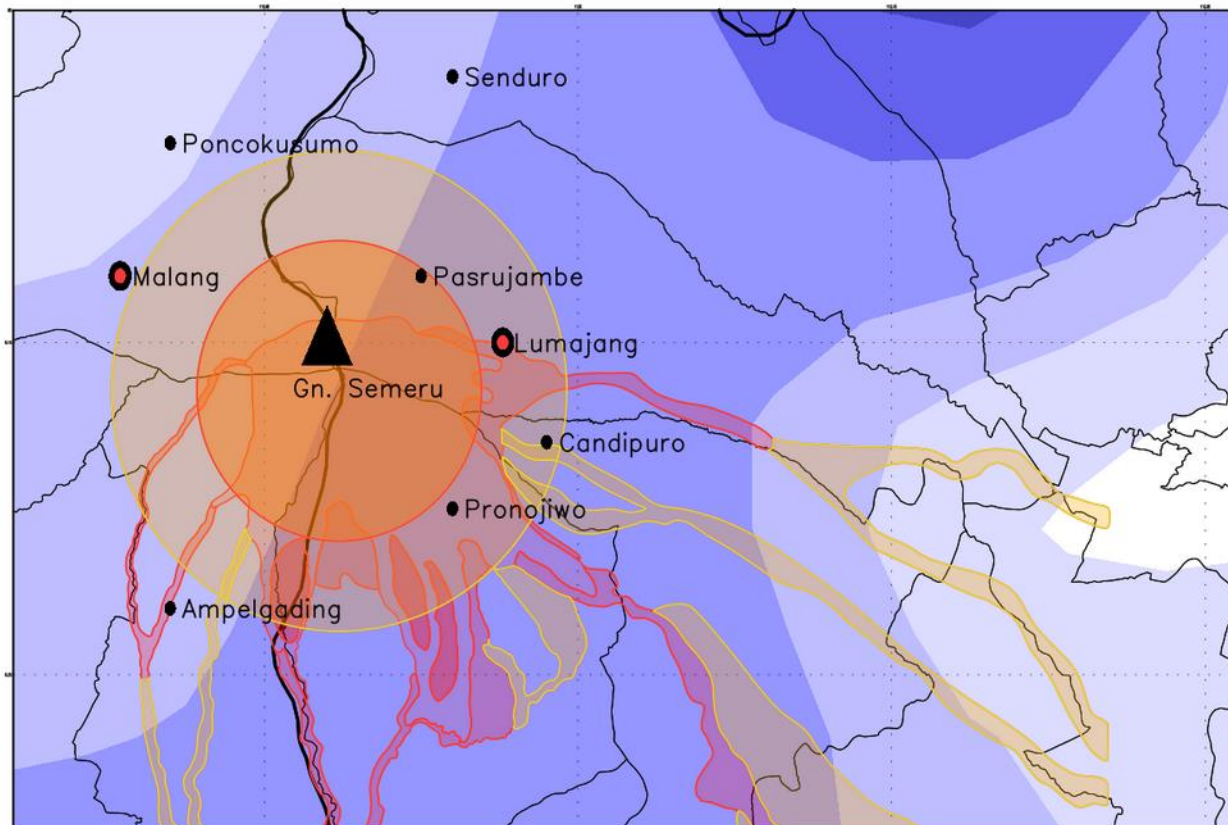 Senduro
Poncokusumo
Malang
Pasrujambe
Lumajang
Gn. Semeru
Candipuro
Pronojiwo
Ampelgading